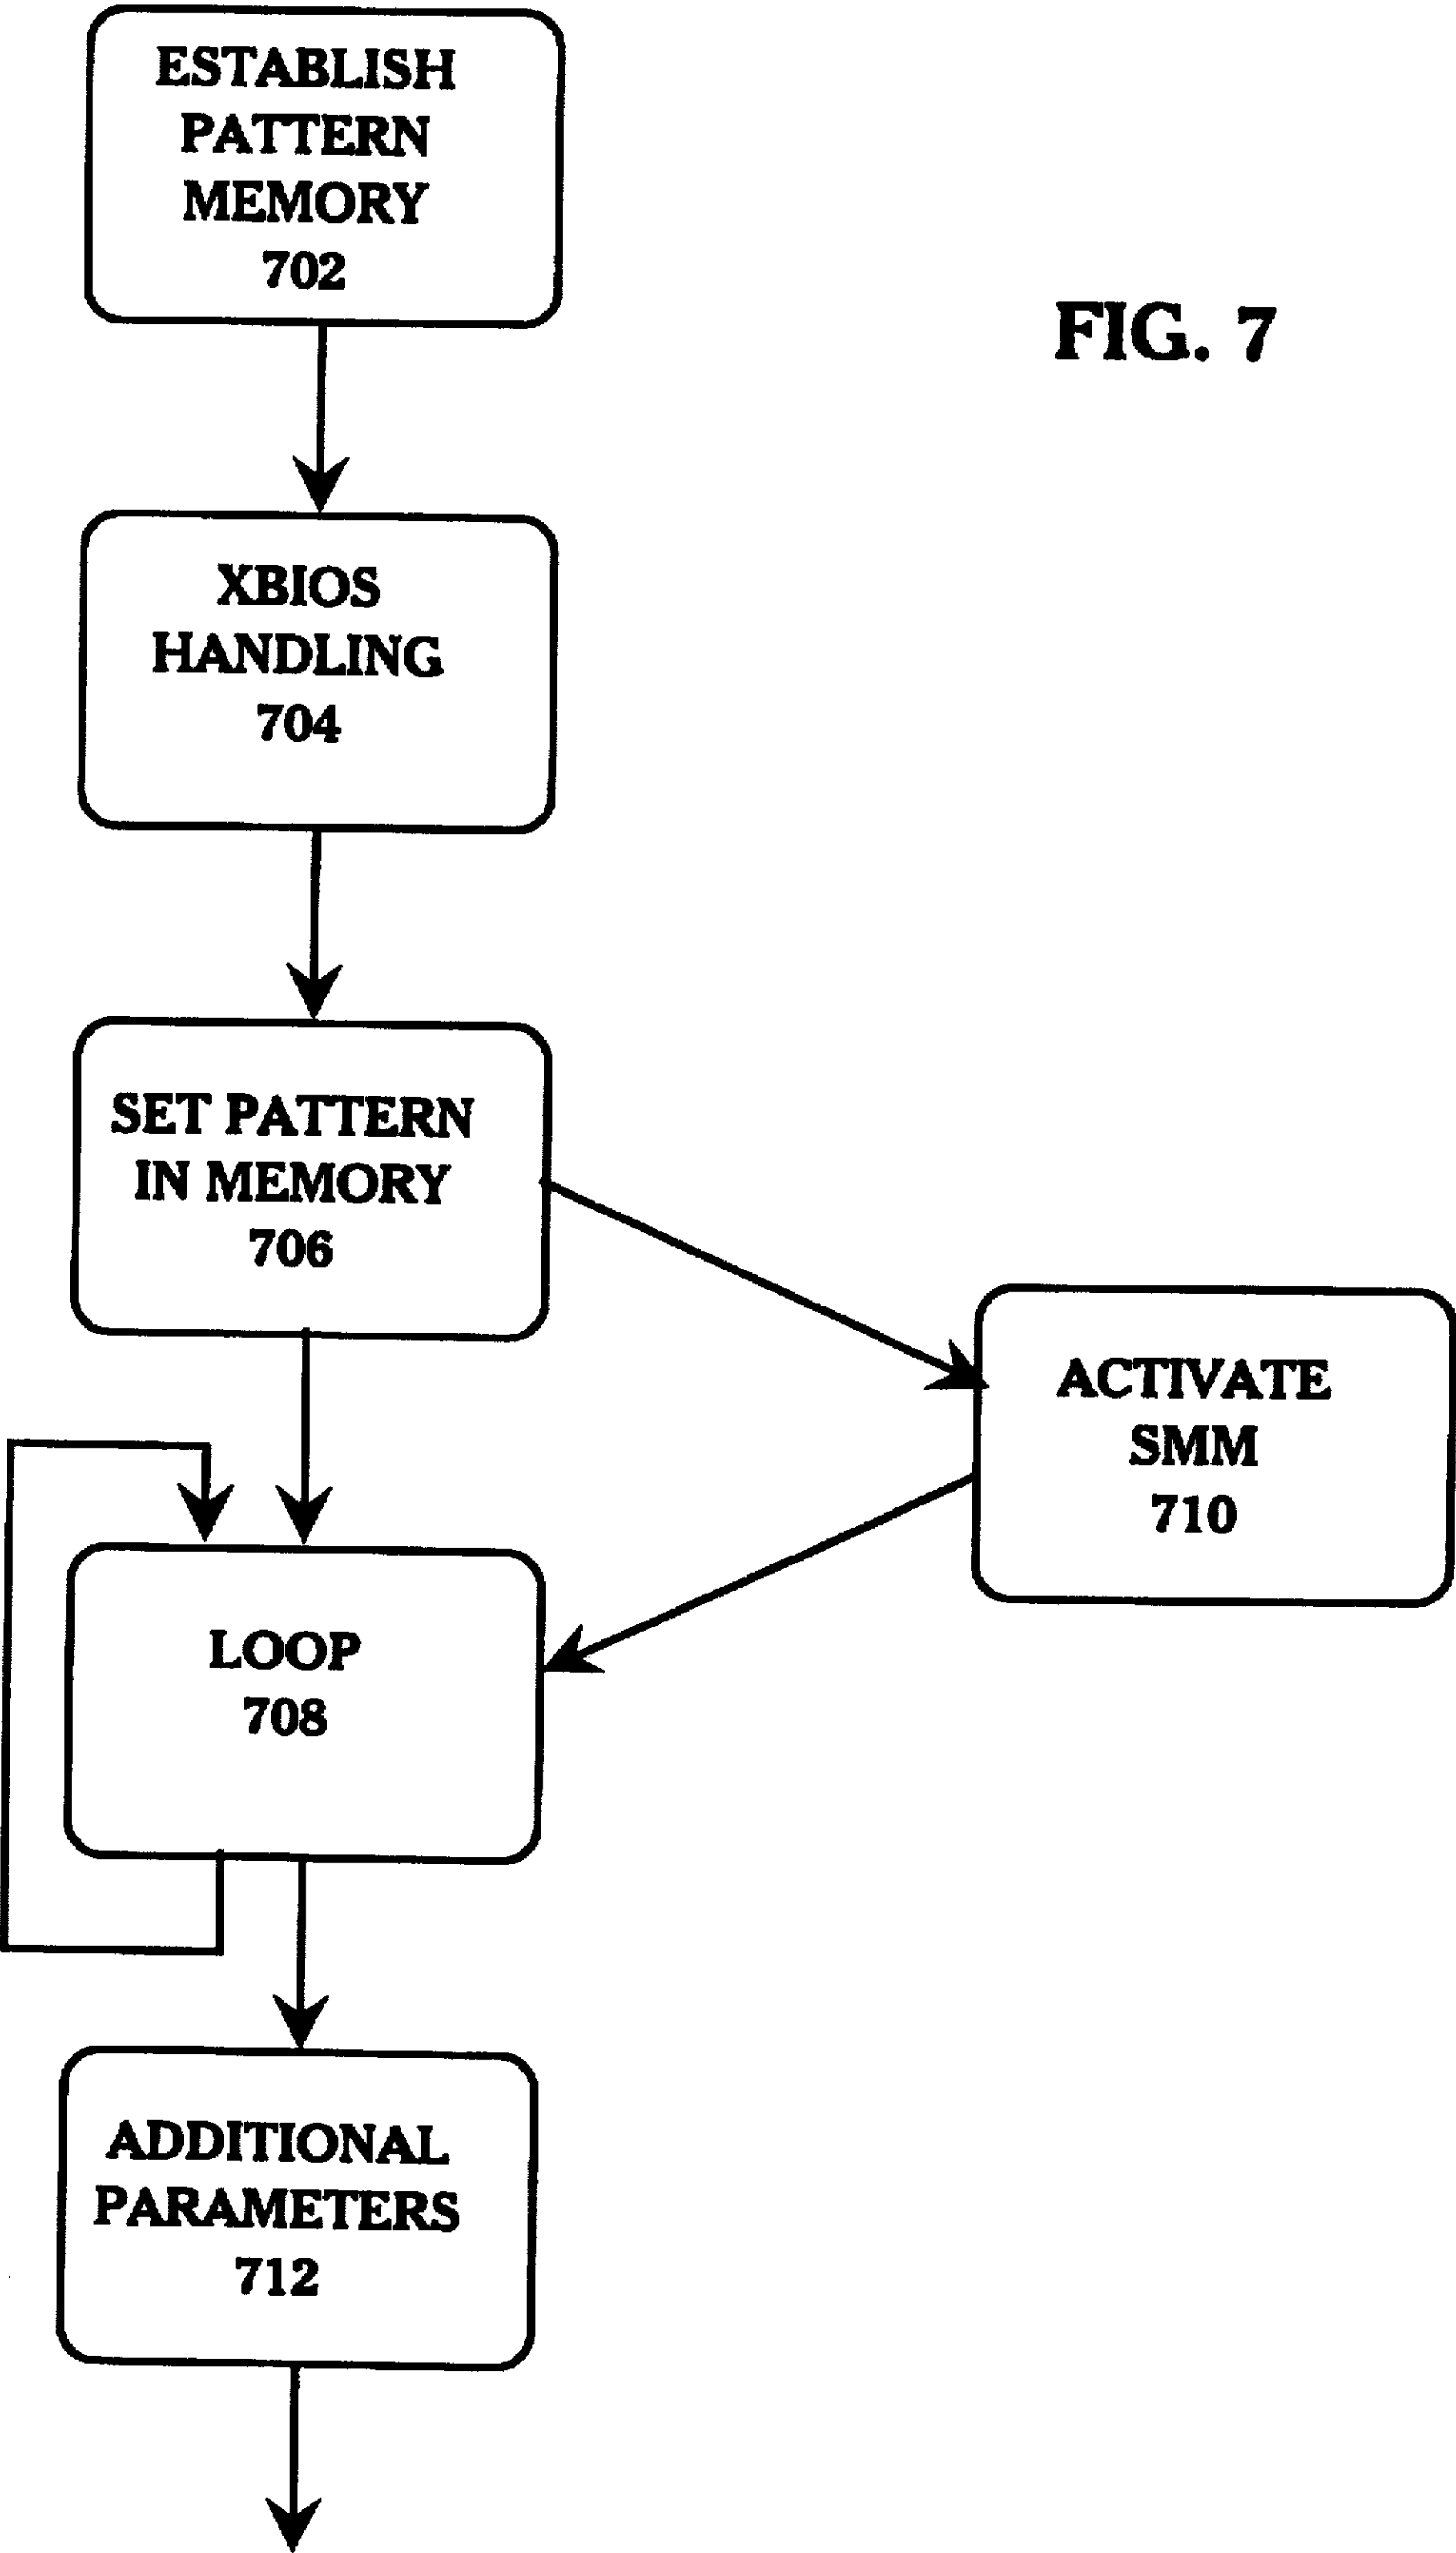 ESTABLISH
PATTERN
MEMORY
702
FIG. 7
XBIOS
HANDLING
704
SET PATTERN
IN MEMORY
706
ACTIVATE
SMM
710
LOOP
708
ADDITIONAL
PARAMETERS
712